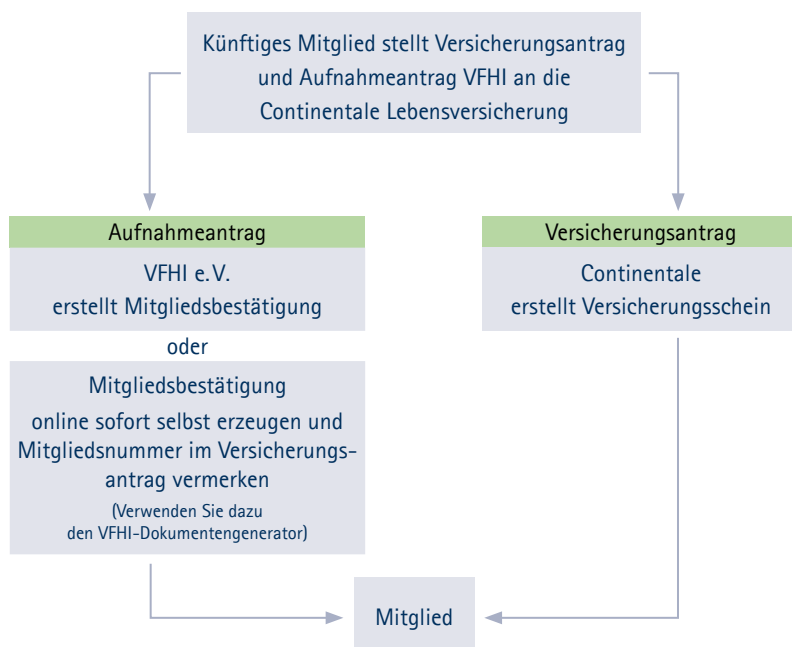 Künftiges Mitglied stellt Versicherungsantrag
und Aufnahmeantrag VFHI an die
Continentale Lebensversicherung
Aufnahmeantrag
VFHI e.V.
erstellt Mitgliedsbestätigung
oder
Mitgliedsbestätigung
online sofort selbst erzeugen und
Mitgliedsnummer im Versicherungs-
antrag vermerken
(Verwenden Sie dazu
den VFHI-Dokumentengenerator)
Versicherungsantrag
Continentale
erstellt Versicherungsschein
Mitglied